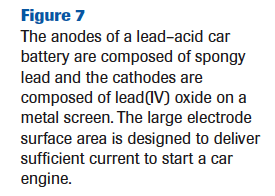 Figure 7
The anodes of a lead–acid car
battery are composed of spongy
lead and the cathodes are
composed of lead(IV) oxide on a
metal screen. The large electrode
surface area is designed to deliver
sufficient current to start a car
engine.